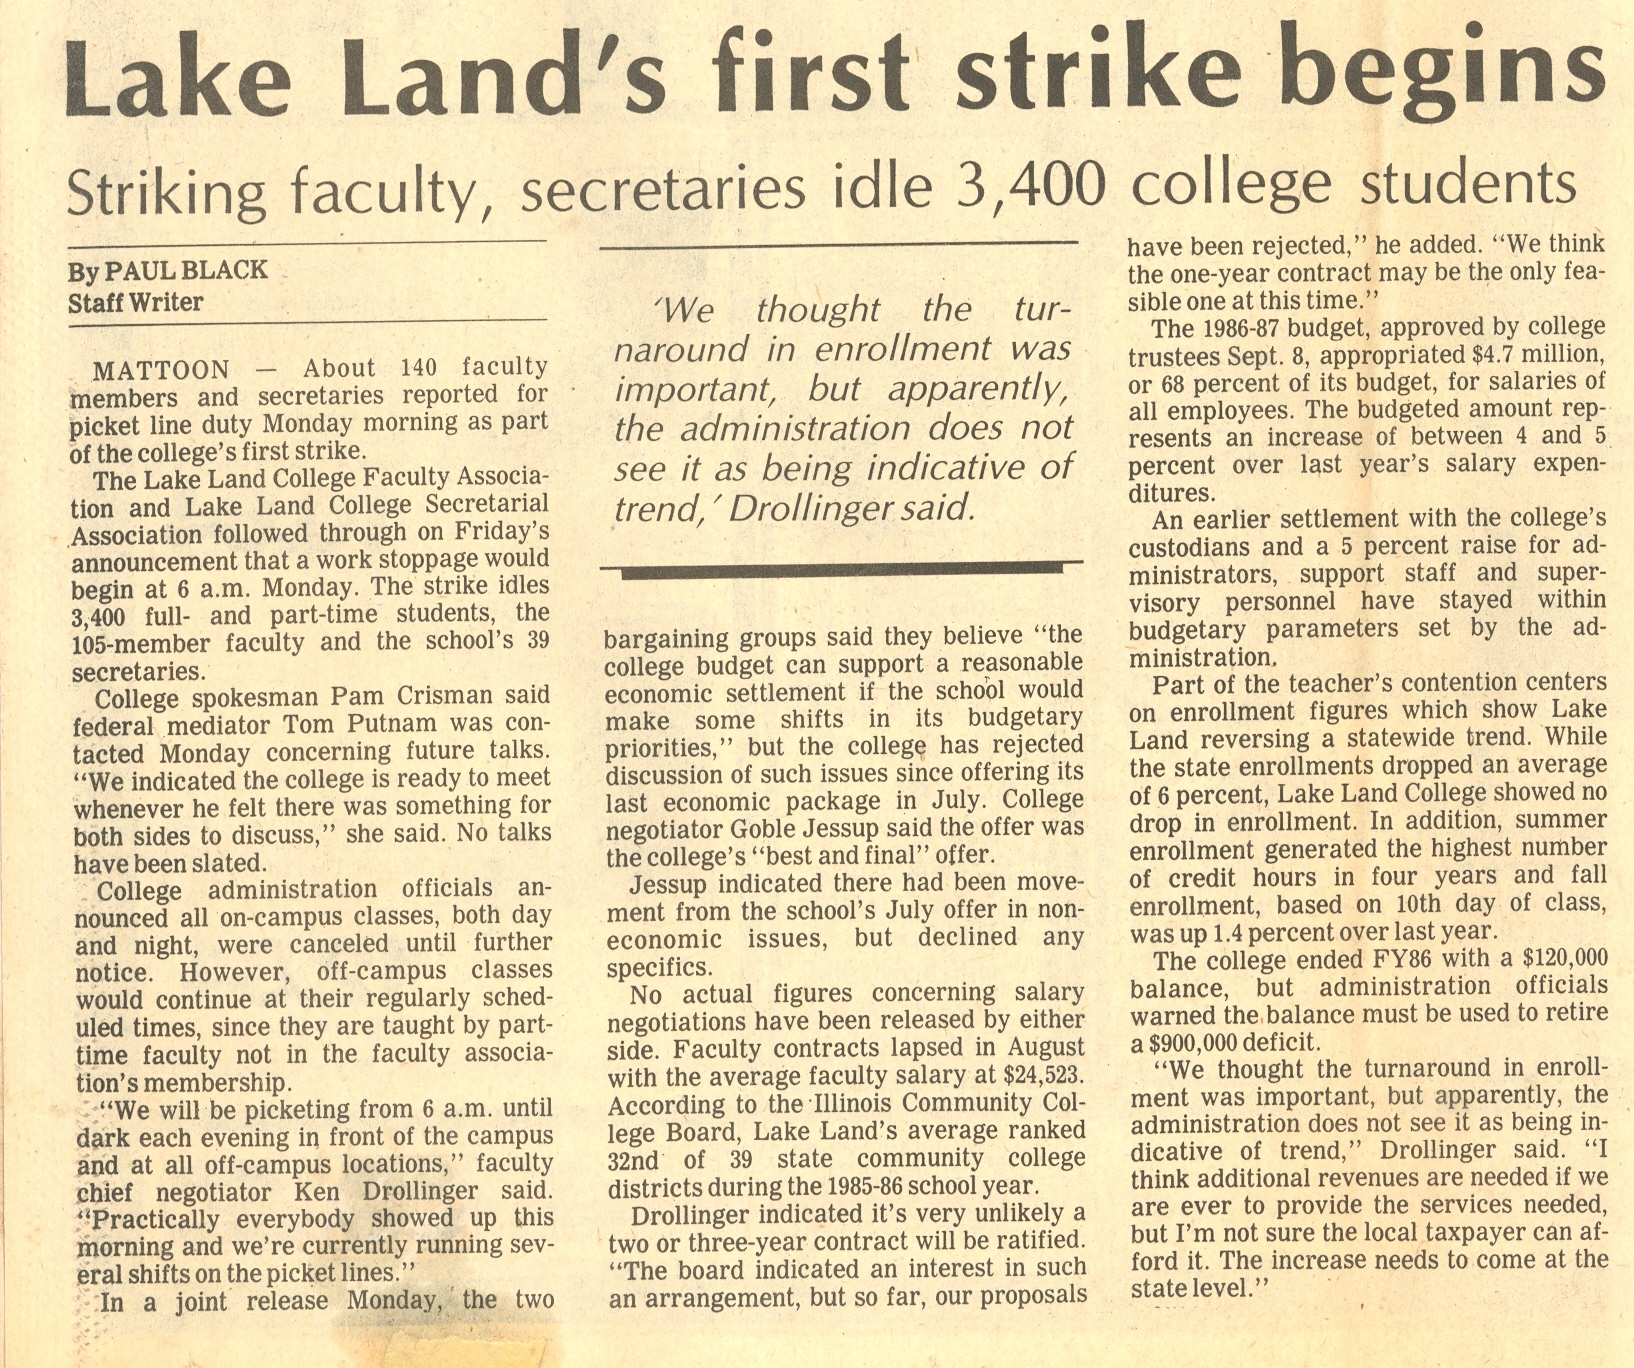 Lake Land's first strike begins
Striking faculty, secretaries idle 3,400 college students
By PAUL BLACK
Staff Writer
MATTOON — About 140 faculty
members and secretaries reported for
picket line duty Monday morning as part
of the college's first strike.
The Lake Land College Faculty Associa-
tion and Lake Land College Secretarial
Association followed through on Friday's
announcement that a work stoppage would
begin at 6 a.m. Monday. The strike idles
3,400 full- and part-time students, the
105-member faculty and the school's 39
secretaries.
College spokesman Pam Crisman said
federal mediator Tom Putnam was con-
tacted Monday concerning future talks.
“We indicated the college is ready to meet
whenever he felt there was something for
both sides to discuss,” she said. No talks
have been slated.
College administration officials an-
nounced all on-campus classes, both day
and night, were canceled until further
notice. However, off-campus classes
would continue at their regularly sched-
uled times, since they are taught by part-
time faculty not in the faculty associa-
tion's membership.
“We will be picketing from 6 a.m. until
dark each evening in front of the campus
and at all off-campus locations,” faculty
chief negotiator Ken Drollinger said.
“Practically everybody showed up this
morning and we're currently running sev-
eral shifts on the picket lines.”
In a joint release Monday, the two
'We thought the tur-
naround in enrollment was
important, but apparently,
the administration does not
see it as being indicative of
trend,' Drollinger said.
bargaining groups said they believe “the
college budget can support a reasonable
economic settlement if the school would
make some shifts in its budgetary
priorities,” but the college has rejected
discussion of such issues since offering its
last economic package in July. College
negotiator Goble Jessup said the offer was
the college's “best and final” offer.
Jessup indicated there had been move-
ment from the school's July offer in non-
economic issues, but declined any
specifics.
No actual figures concerning salary
negotiations have been released by either
side. Faculty contracts lapsed in August
with the average faculty salary at $24,523.
According to the Illinois Community Col-
lege Board, Lake Land's average ranked
32nd of 39 state community college
districts during the 1985-86 school year.
Drollinger indicated it's very unlikely a
two or three-year contract will be ratified.
“The board indicated an interest in such
an arrangement, but so far, our proposals
have been rejected,” he added. “We think
the one-year contract may be the only fea-
sible one at this time.”
The 1986-87 budget, approved by college
trustees Sept. 8, appropriated $4.7 million,
or 68 percent of its budget, for salaries of
all employees. The budgeted amount rep-
resents an increase of between 4 and 5
percent over last year's salary expen-
ditures.
An earlier settlement with the college's
custodians and a 5 percent raise for ad-
ministrators, support staff and super-
visory personnel have stayed within
budgetary parameters set by the ad-
ministration.
Part of the teacher's contention centers
on enrollment figures which show Lake
Land reversing a statewide trend. While
the state enrollments dropped an average
of 6 percent, Lake Land College showed no
drop in enrollment. In addition, summer
enrollment generated the highest number
of credit hours in four years and fall
enrollment, based on 10th day of class,
was up 1.4 percent over last year.
The college ended FY86 with a $120,000
balance, but administration officials
warned the balance must be used to retire
a $900,000 deficit.
“We thought the turnaround in enroll-
ment was important, but apparently, the
administration does not see it as being in-
dicative of trend,” Drollinger said. “I
think additional revenues are needed if we
are ever to provide the services needed,
but I'm not sure the local taxpayer can af-
ford it. The increase needs to come at the
state level.”